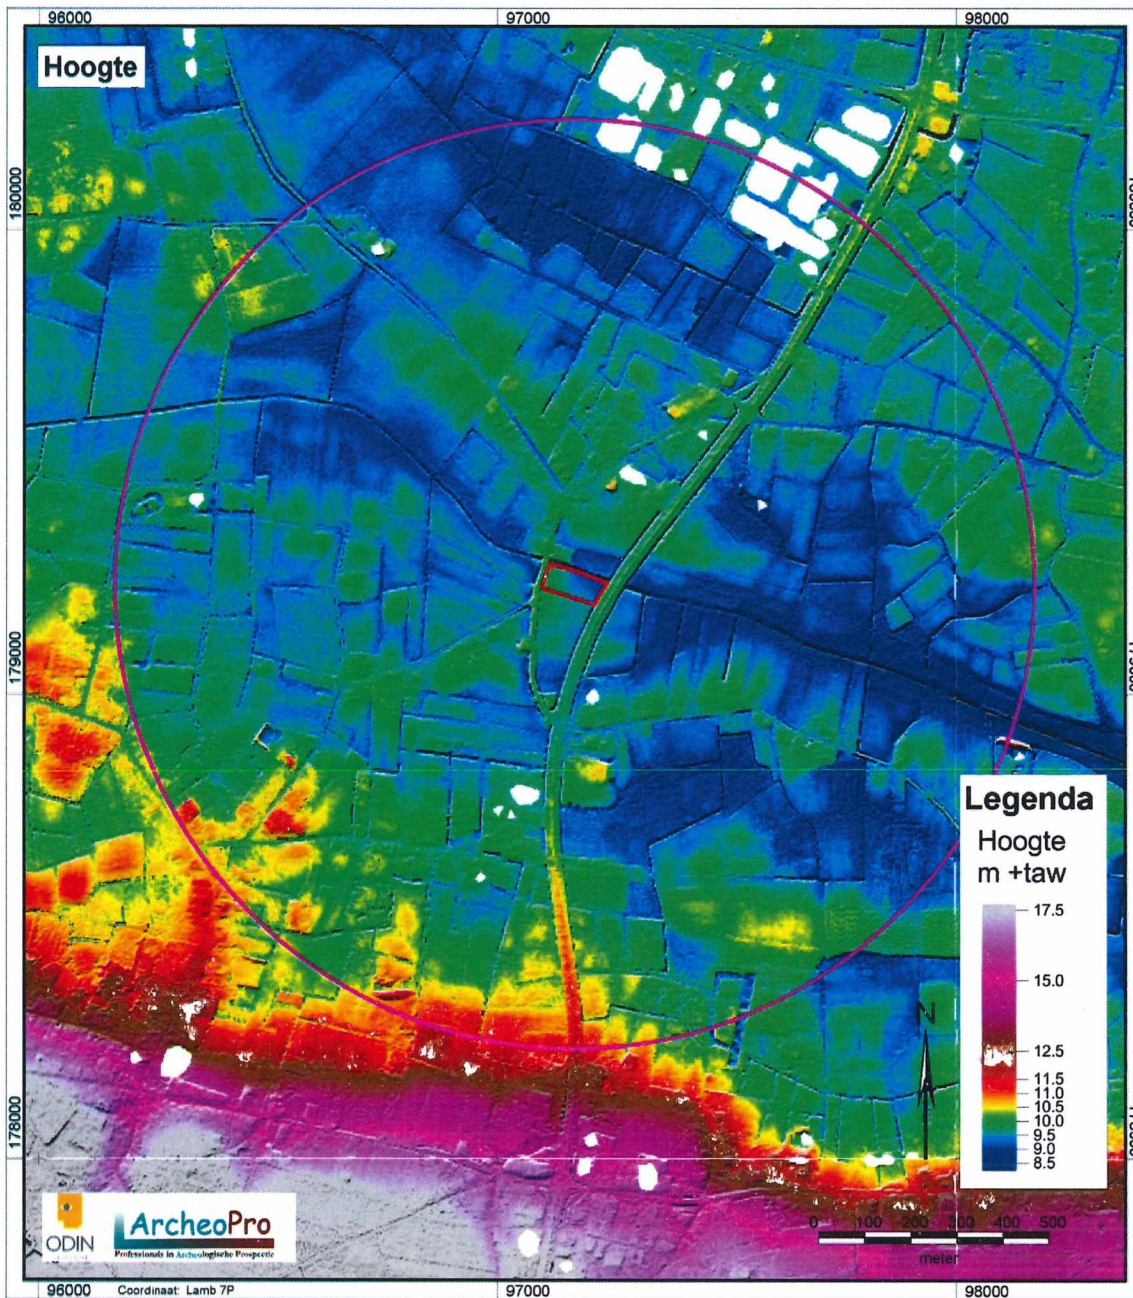 96000 97000 98000
Hoogte
180000
179000
178000
Legenda
Hoogte
m +taw
17.5
15.0
12.5
11.5
11.0
10.5
10.0
9.5
9.0
8.5
N
0 100 200 300 400 500
meter
ODIN
ArcheoPro
Professionals in Archeologische Prospectie
96000 Coordinaat: Lamb 7P 97000 98000